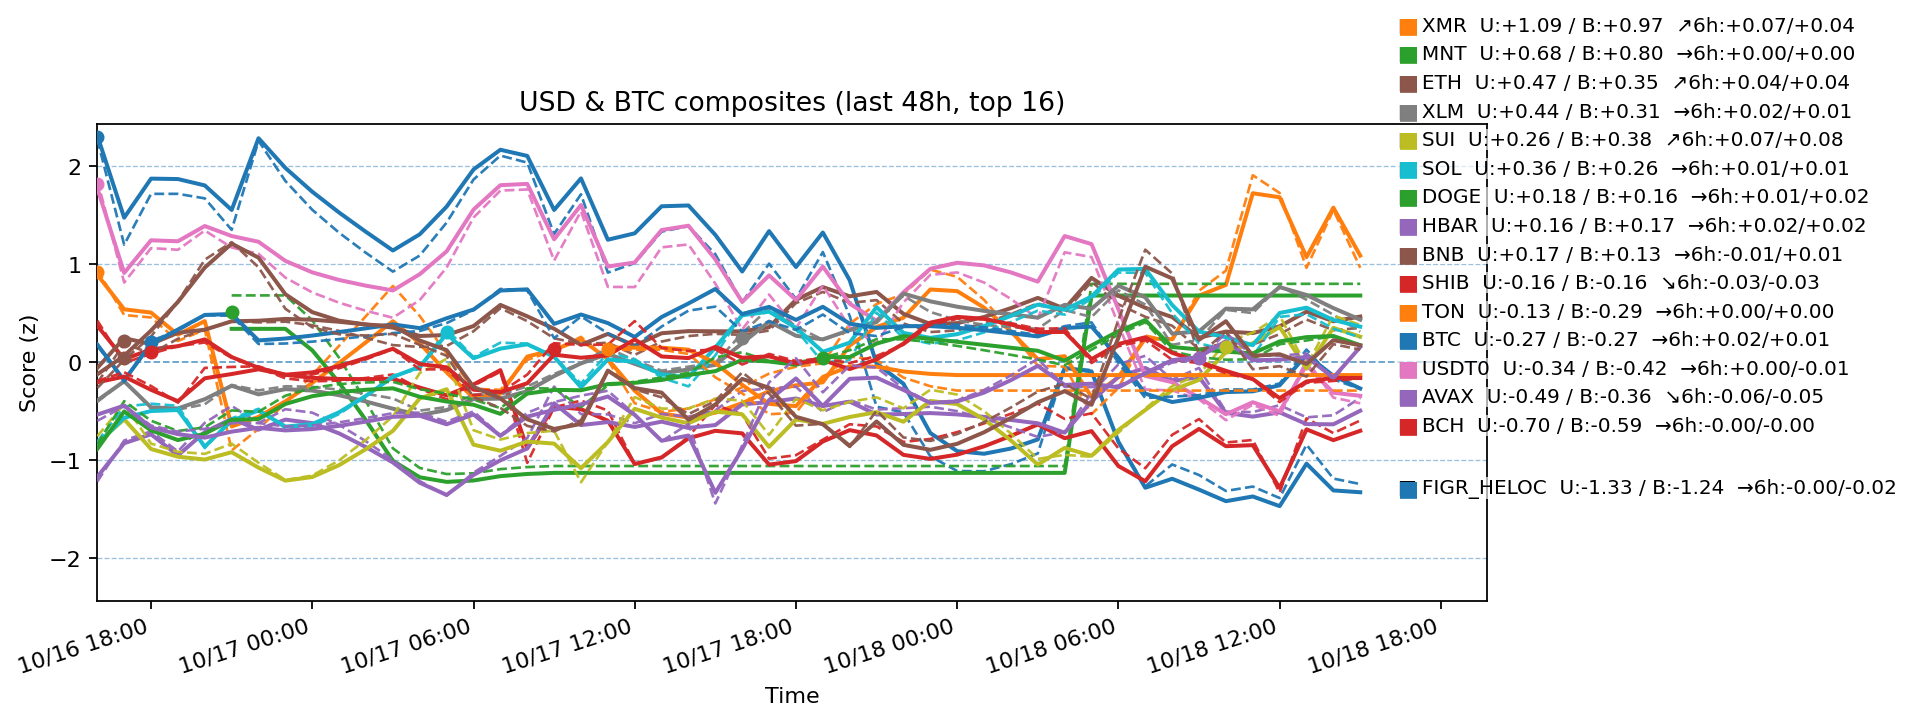 USD & BTC composites (last 48h, top 16)
XMR U:+1.09 / B:+0.97 ↗6h:+0.07/+0.04
MNT U:+0.68 / B:+0.80 →6h:+0.00/+0.00
ETH U:+0.47 / B:+0.35 ↗6h:+0.04/+0.04
XLM U:+0.44 / B:+0.31 →6h:+0.02/+0.01
SUI U:+0.26 / B:+0.38 ↗6h:+0.07/+0.08
SOL U:+0.36 / B:+0.26 →6h:+0.01/+0.01
DOGE U:+0.18 / B:+0.16 →6h:+0.01/+0.02
HBAR U:+0.16 / B:+0.17 →6h:+0.02/+0.02
BNB U:+0.17 / B:+0.13 →6h:-0.01/+0.01
SHIB U:-0.16 / B:-0.16 ↘6h:-0.03/-0.03
TON U:-0.13 / B:-0.29 →6h:+0.00/+0.00
BTC U:-0.27 / B:-0.27 →6h:+0.02/+0.01
USDT0 U:-0.34 / B:-0.42 →6h:+0.00/-0.01
AVAX U:-0.49 / B:-0.36 ↘6h:-0.06/-0.05
BCH U:-0.70 / B:-0.59 →6h:-0.00/-0.00
FIGR_HELOC U:-1.33 / B:-1.24 →6h:-0.00/-0.02
Score (z)
2
1
0
−1
−2
10/16 18:00
10/17 00:00
10/17 06:00
10/17 12:00
10/17 18:00
10/18 00:00
10/18 06:00
10/18 12:00
10/18 18:00
Time